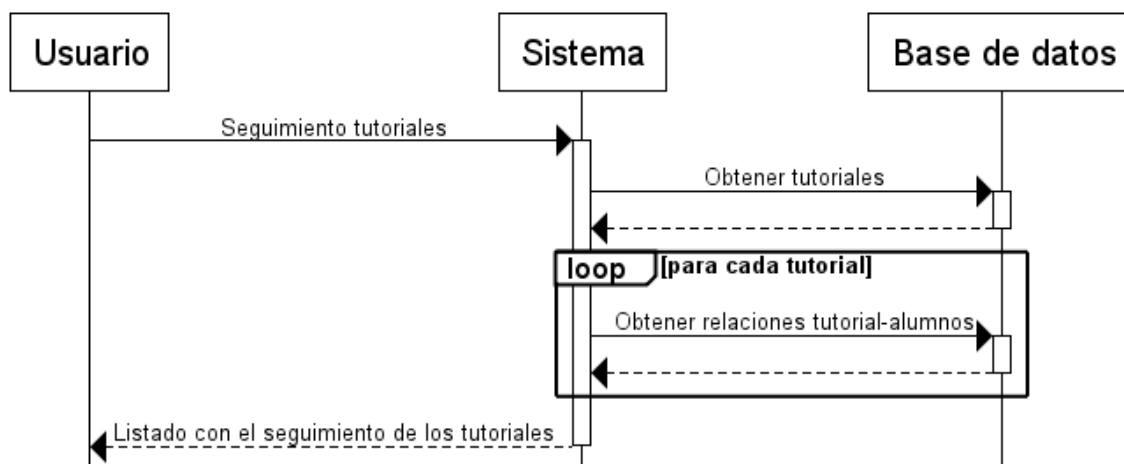 Usuario
Sistema
Base de datos
Seguimiento tutoriales
Obtener tutoriales
loop [para cada tutorial]
Obtener relaciones tutorial-alumnos
Listado con el seguimiento de los tutoriales